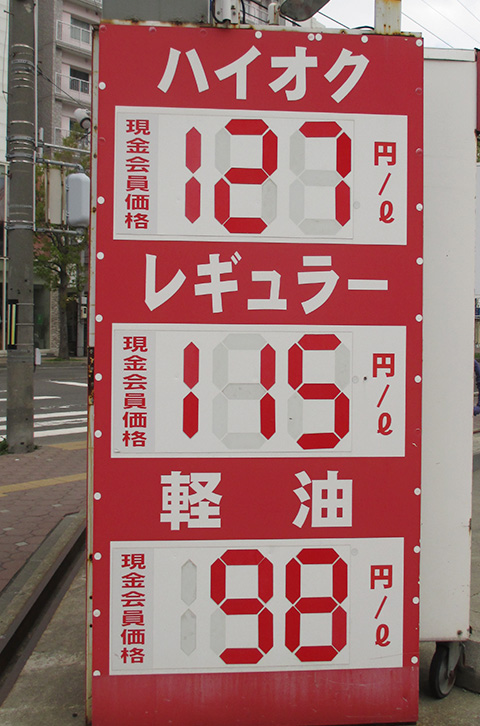 ハイオク
現金会員価格 127 円/ℓ
レギュラー
現金会員価格 115 円/ℓ
軽油
現金会員価格 98 円/ℓ